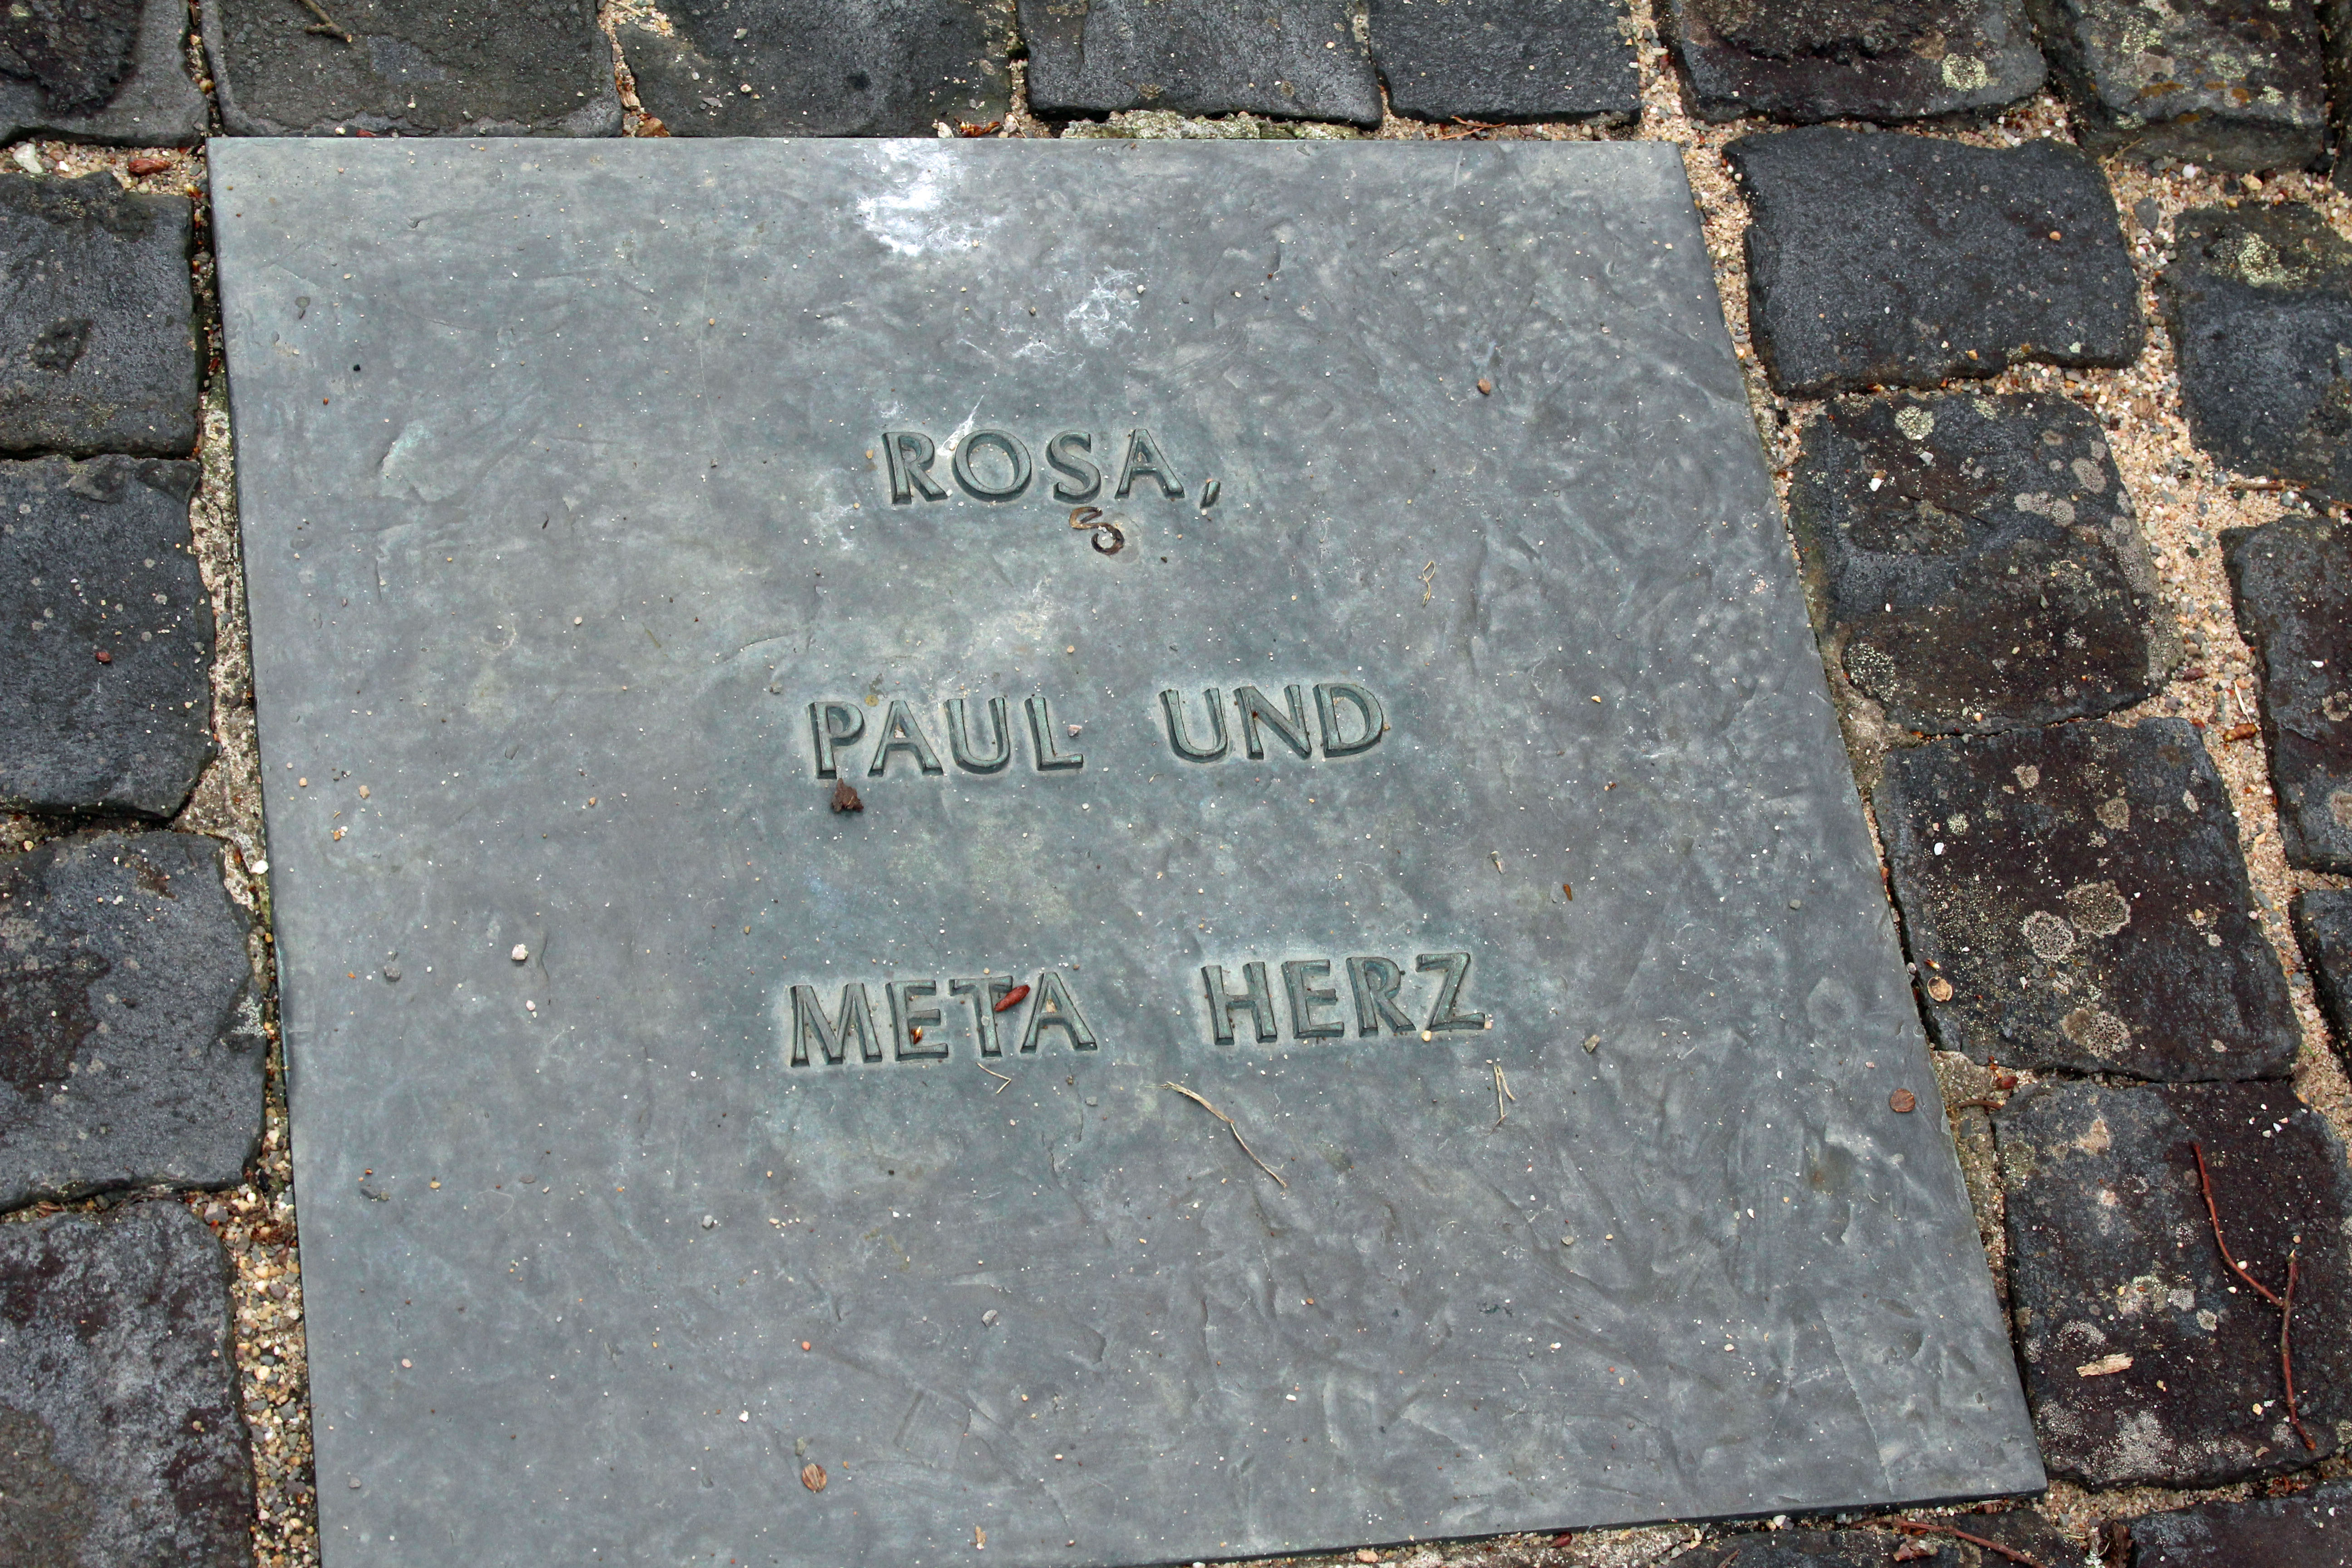 ROSA,
PAUL UND
META HERZ